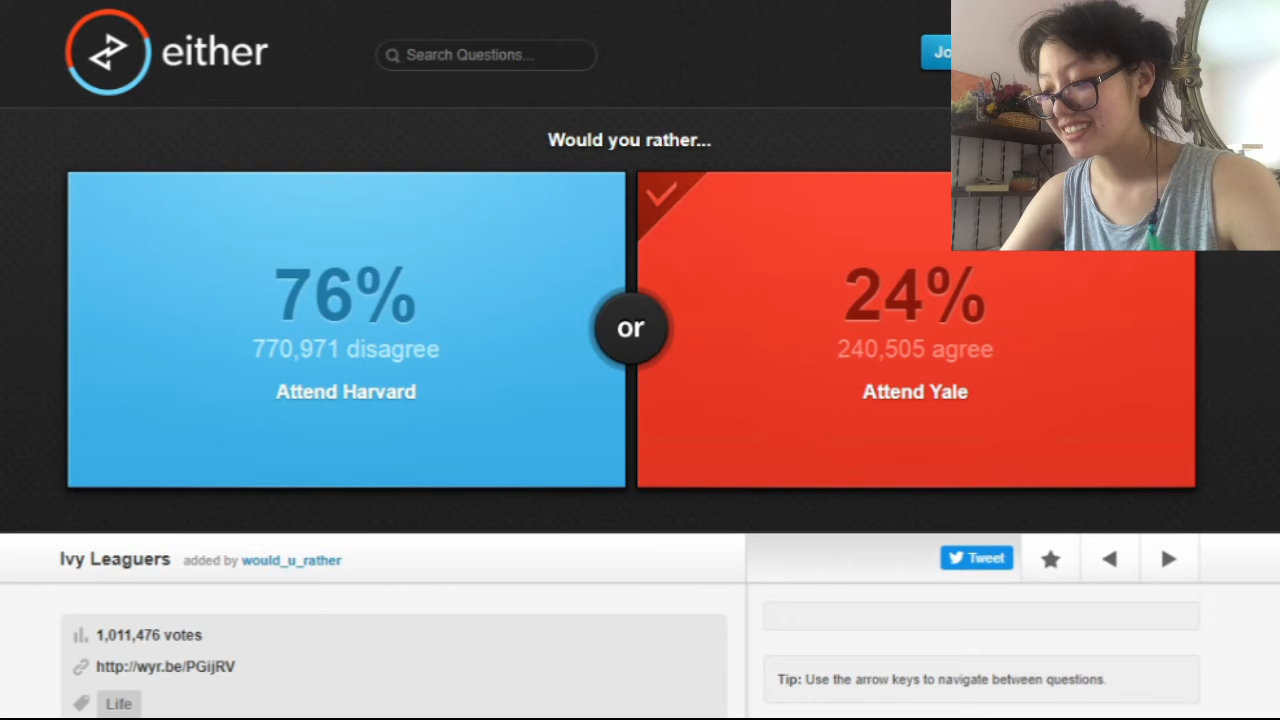 either
Search Questions...
Jo
Would you rather...
76%
770,971 disagree
Attend Harvard
or
24%
240,505 agree
Attend Yale
Ivy Leaguers added by would_u_rather
Tweet
1,011,476 votes
http://wyr.be/PGijRV
Life
Tip: Use the arrow keys to navigate between questions.